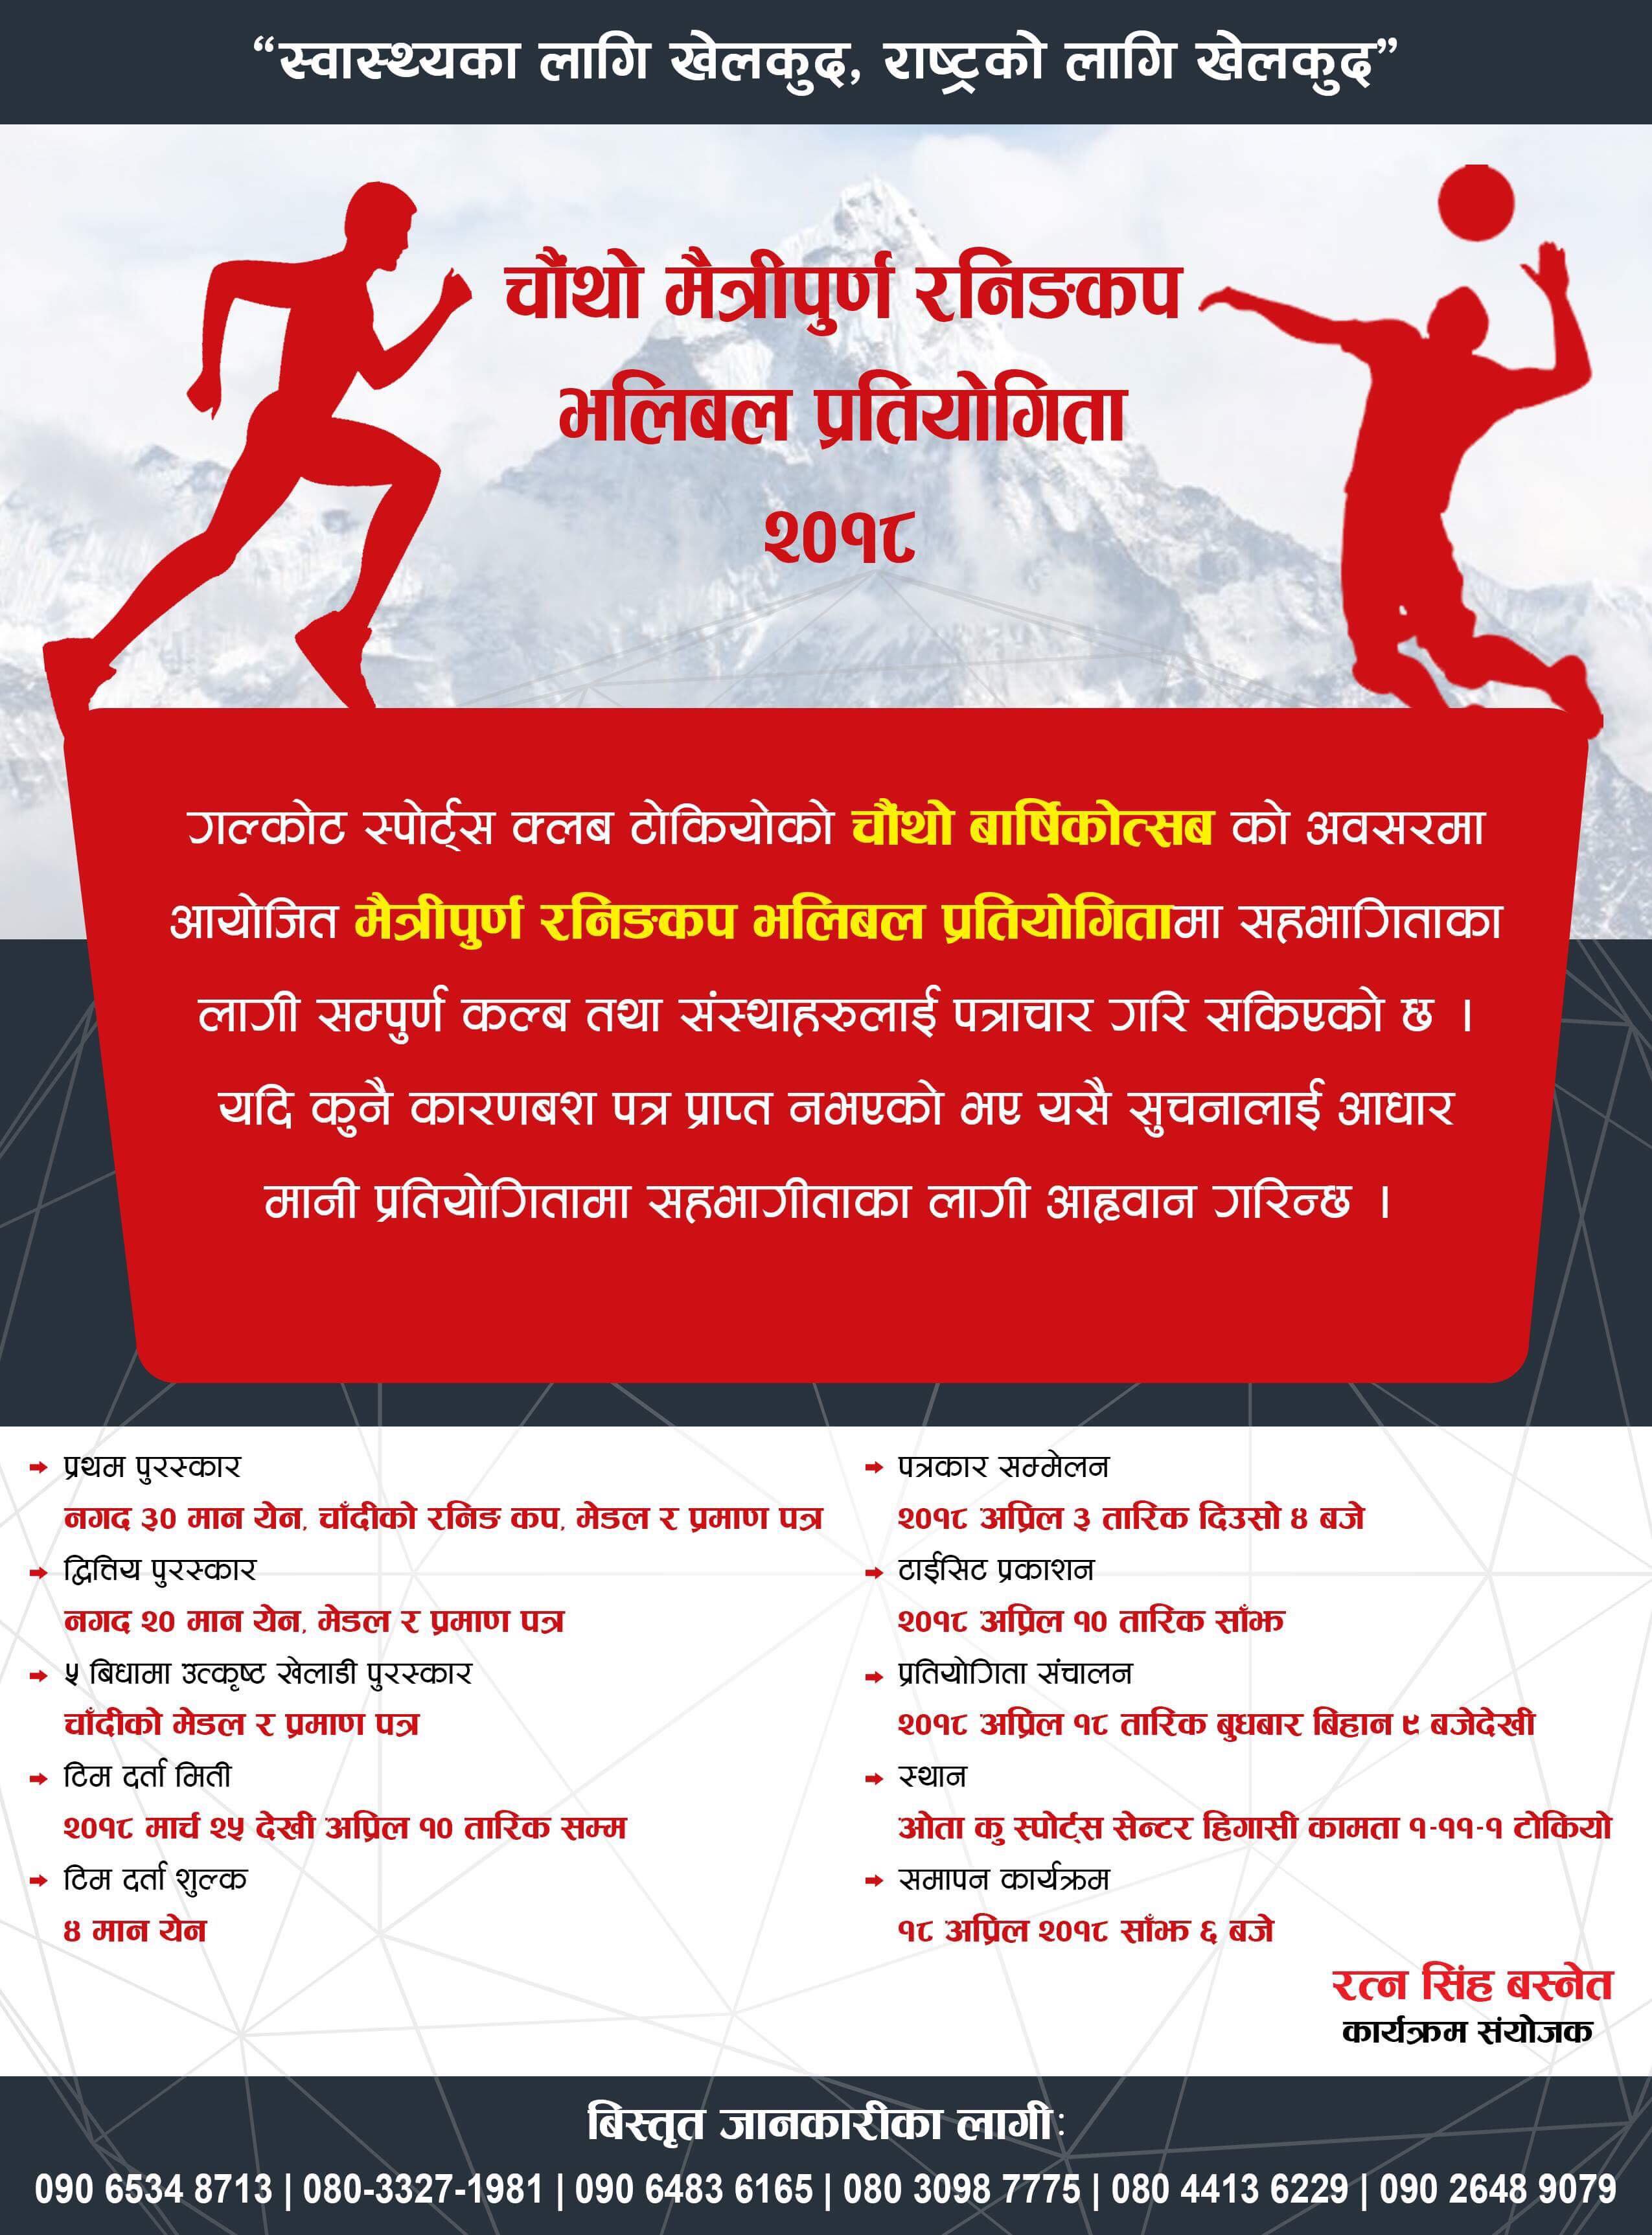 “स्वास्थ्यका लागि खेलकुद, राष्ट्रको लागि खेलकुद”
चौंथो मैत्रीपुर्ण रनिङकप
भलिबल प्रतियोगिता
२०१८
गल्कोट स्पोर्ट्स क्लब टोकियोको चौंथो बार्षिकोत्सब को अवसरमा
आयोजित मैत्रीपुर्ण रनिङकप भलिबल प्रतियोगितामा सहभागिताका
लागी सम्पुर्ण कल्ब तथा संस्थाहरुलाई पत्राचार गरि सकिएको छ ।
यदि कुनै कारणबश पत्र प्राप्त नभएको भए यसै सुचनालाई आधार
मानी प्रतियोगितामा सहभागीताका लागी आह्ववान गरिन्छ ।
प्रथम पुरस्कार
नगद ३० मान येन, चाँदीको रनिङ कप, मेडल र प्रमाण पत्र
द्वित्तिय पुरस्कार
नगद २० मान येन, मेडल र प्रमाण पत्र
५ बिधामा उत्कृष्ट खेलाडी पुरस्कार
चाँदीको मेडल र प्रमाण पत्र
टिम दर्ता मिती
२०१८ मार्च २५ देखी अप्रिल १० तारिक सम्म
टिम दर्ता शुल्क
४ मान येन
पत्रकार सम्मेलन
२०१८ अप्रिल ३ तारिक दिउसो ४ बजे
टाईसिट प्रकाशन
२०१८ अप्रिल १० तारिक साँझ
प्रतियोगिता संचालन
२०१८ अप्रिल १८ तारिक बुधबार बिहान ९ बजेदेखी
स्थान
ओता कु स्पोर्ट्स सेन्टर हिगासी कामता १-११-१ टोकियो
समापन कार्यक्रम
१८ अप्रिल २०१८ साँझ ६ बजे
रत्न सिंह बस्नेत
कार्यक्रम संयोजक
बिस्तृत जानकारीका लागी:
090 6534 8713 | 080-3327-1981 | 090 6483 6165 | 080 3098 7775 | 080 4413 6229 | 090 2648 9079